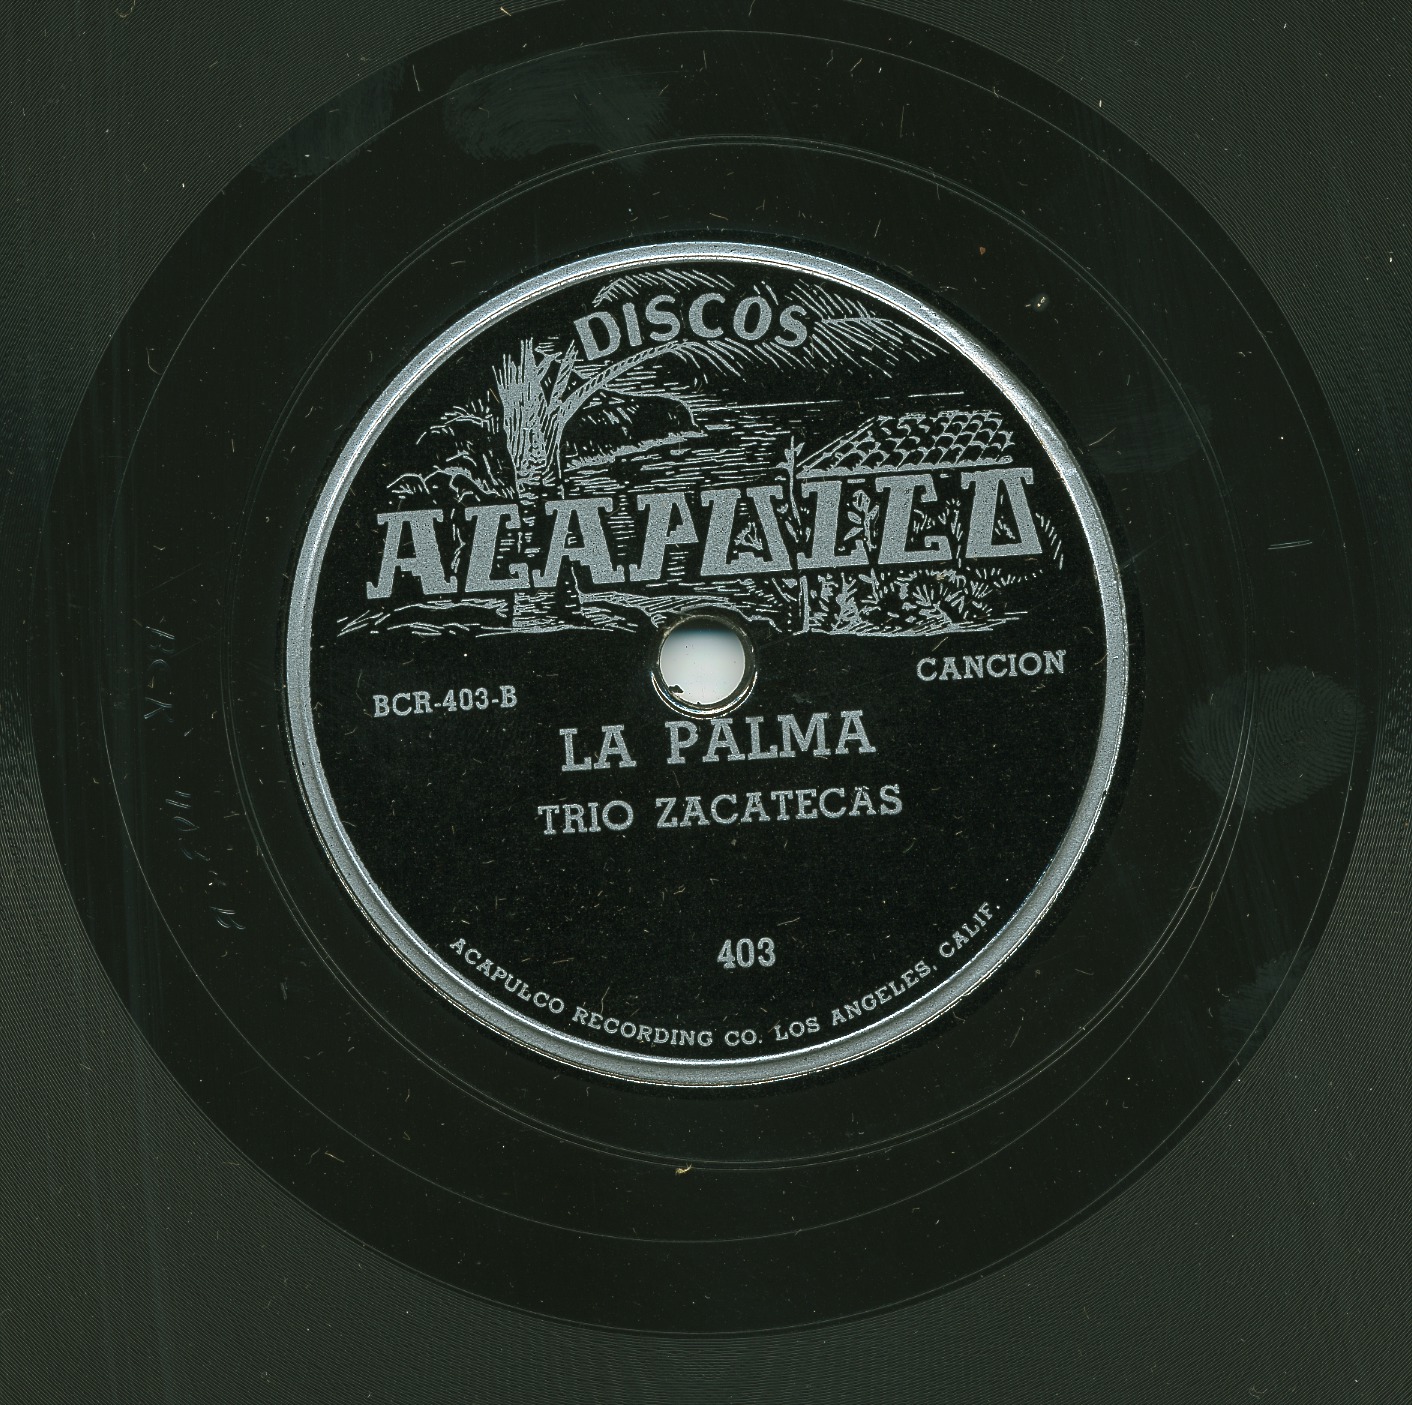 DISCOS
ACAPULCO
CANCION
BCR-403-B
LA PALMA
TRIO ZACATECAS
403
ACAPULCO RECORDING CO. LOS ANGELES, CALIF.